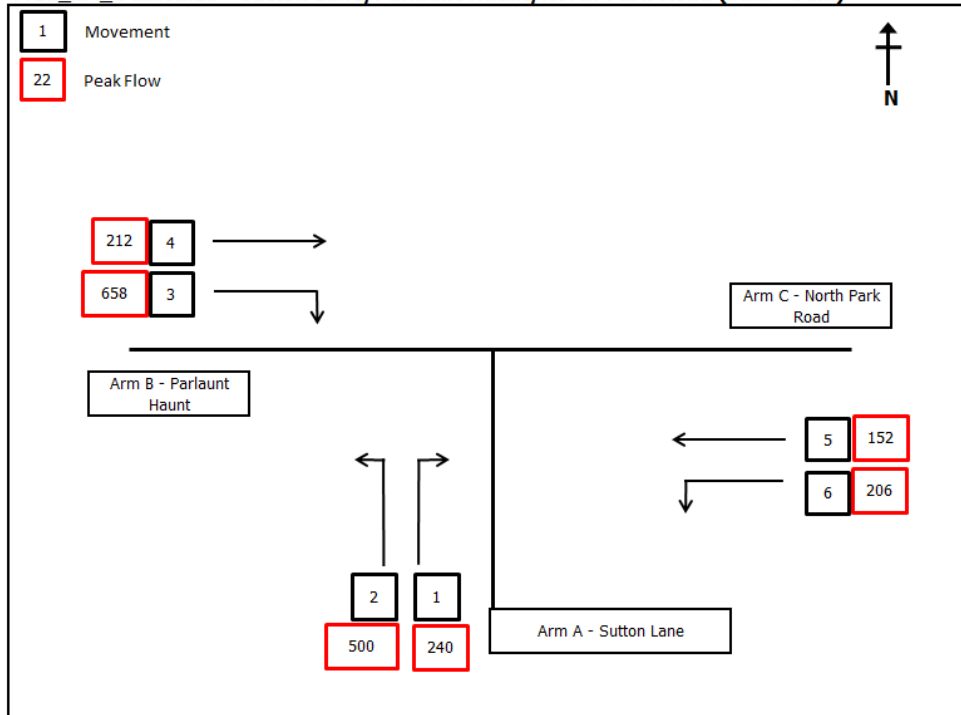 1 Movement
22 Peak Flow
N
212 4
658 3
Arm C - North Park
Road
Arm B - Parlaunt
Haunt
5 152
6 206
2 1
500 240
Arm A - Sutton Lane